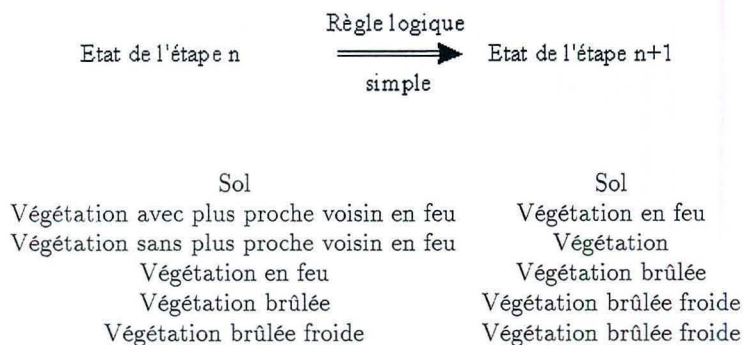 Règle logique
Etat de l'étape n Etat de l'étape n+1
simple
Sol Sol
Végétation avec plus proche voisin en feu Végétation en feu
Végétation sans plus proche voisin en feu Végétation
Végétation en feu Végétation brûlée
Végétation brûlée Végétation brûlée froide
Végétation brûlée froide Végétation brûlée froide